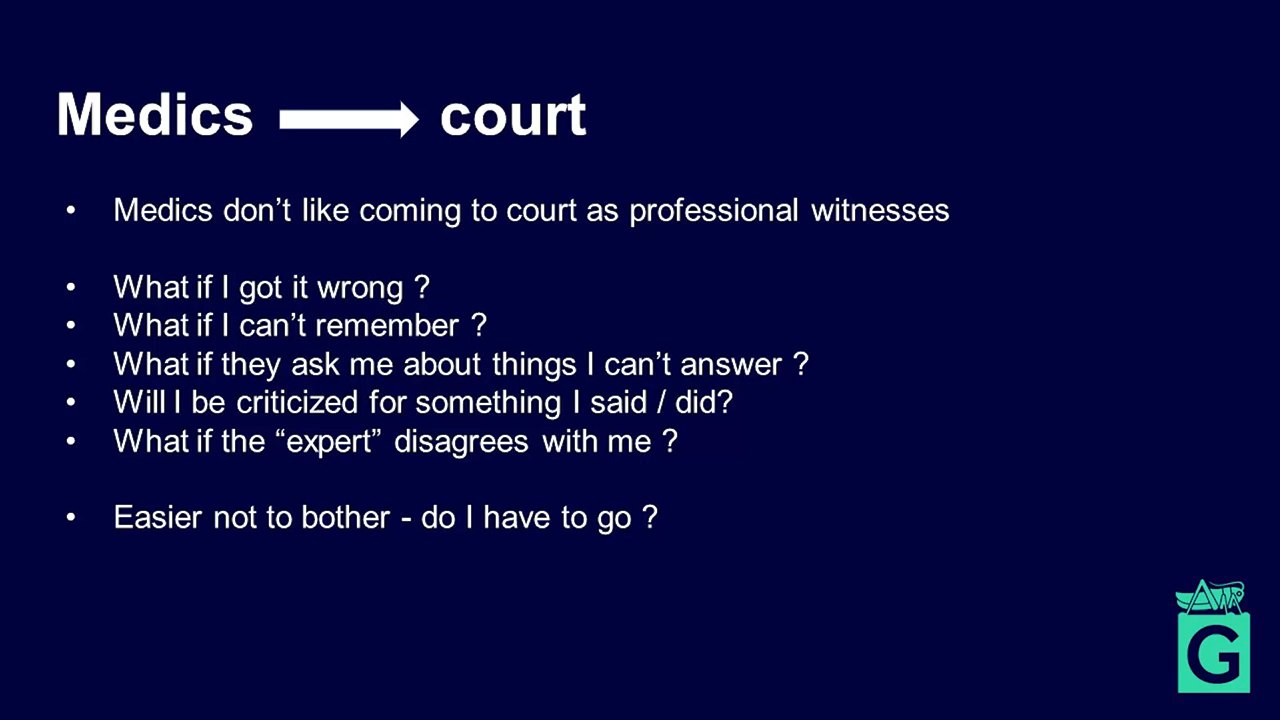 Medics → court
• Medics don’t like coming to court as professional witnesses
• What if I got it wrong ?
• What if I can’t remember ?
• What if they ask me about things I can’t answer ?
• Will I be criticized for something I said / did?
• What if the “expert” disagrees with me ?
• Easier not to bother - do I have to go ?
G